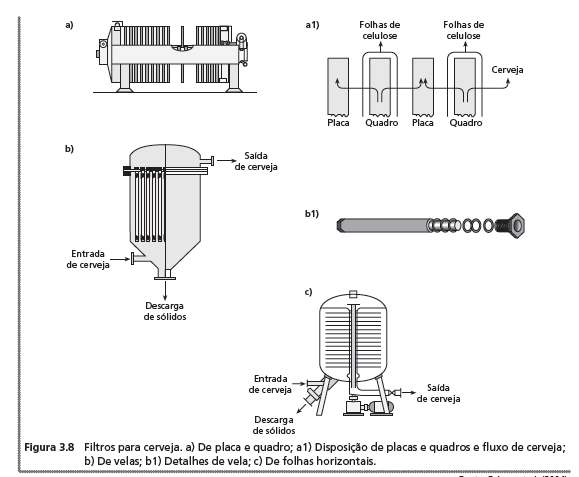 a)
a1)
Folhas de
celulose
Folhas de
celulose
Cerveja
Placa
Quadro
Placa
Quadro
b)
Saída
de cerveja
Entrada
de cerveja
Descarga
de sólidos
b1)
c)
Entrada
de cerveja
Saída
de cerveja
Descarga
de sólidos
Figura 3.8 Filtros para cerveja. a) De placa e quadro; a1) Disposição de placas e quadros e fluxo de cerveja;
b) De velas; b1) Detalhes de vela; c) De folhas horizontais.